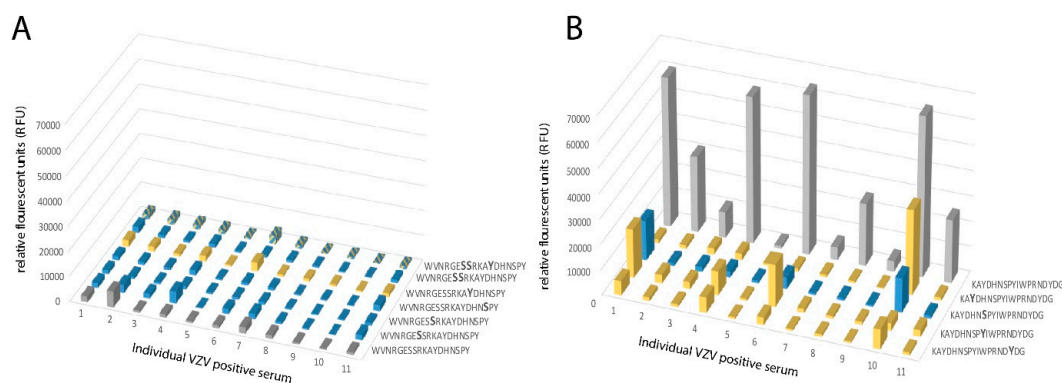 A
relative flourescent units (RFU)
70000
60000
50000
40000
30000
20000
10000
0
1
2
3
4
5
6
7
8
9
10
11
Individual VZV positive serum
WVNRGESSRKAYDHNSPY
WVNRGESSRKAYDHNSPY
WVNRGESSRKAYDHNSPY
WVNRGESSRKAYDHNSPY
WVNRGESSRKAYDHNSPY
WVNRGESSRKAYDHNSPY
WVNRGESSRKAYDHNSPY
B
relative flourescent units (RFU)
70000
60000
50000
40000
30000
20000
10000
0
1
2
3
4
5
6
7
8
9
10
11
Individual VZV positive serum
KAYDHNSPYIWPRNDYDG
KAYDHNSPYIWPRNDYDG
KAYDHNSPYIWPRNDYDG
KAYDHNSPYIWPRNDYDG
KAYDHNSPYIWPRNDYDG